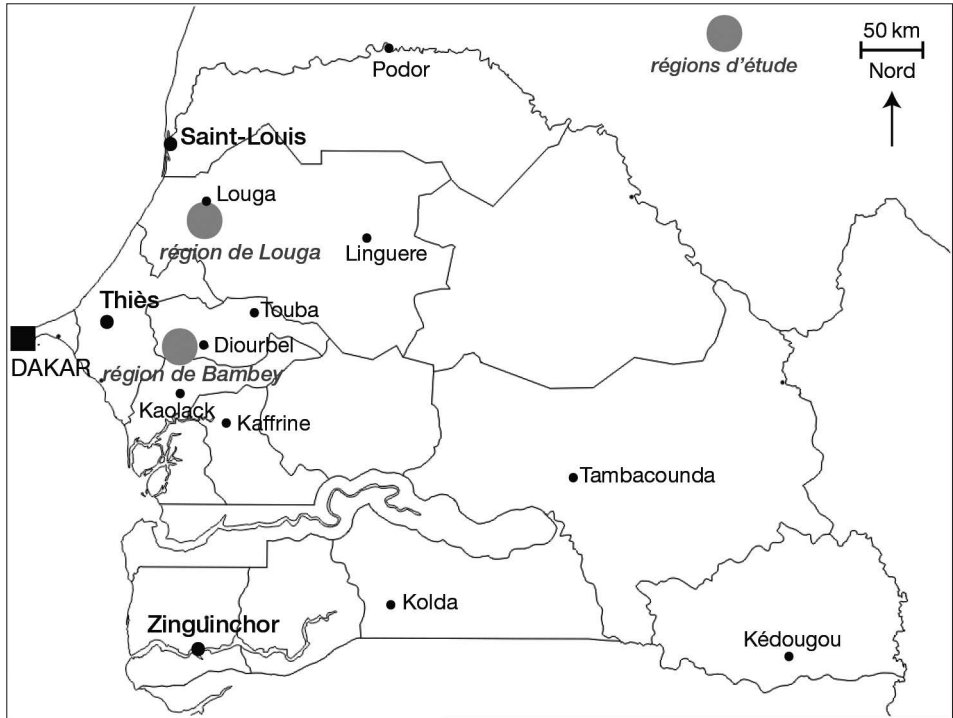 50 km
régions d'étude
Nord
Podor
Saint-Louis
Louga
région de Louga
Linguere
Thiès
Touba
DAKAR
Diourbel
région de Bambey
Kaolack
Kaffrine
Tambacounda
Kolda
Zinguinchor
Kédougou